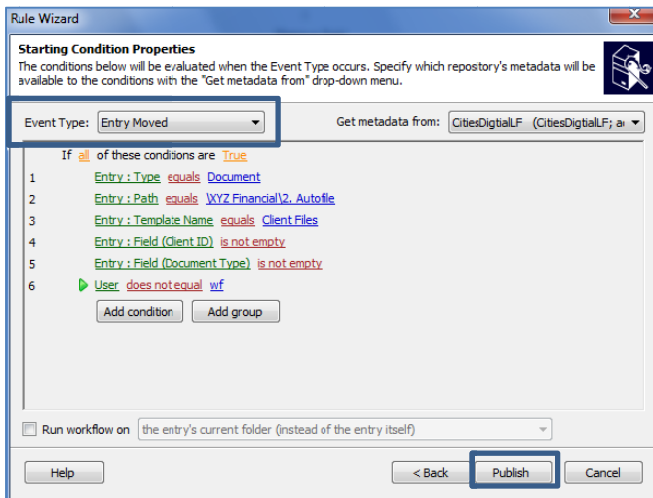 Rule Wizard
Starting Condition Properties
The conditions below will be evaluated when the Event Type occurs. Specify which repostory's metadata will be
available to the conditions with the "Get metadata from" drop-down menu.
Event Type: Entry Moved Get metadata from: CitiesDigtialLF (CitiesDigtialLF; a
If all of these conditions are True
1 Entry : Type equals Document
2 Entry : Path equals \XYZ Financial\2. Autofile
3 Entry : Template Name equals Client Files
4 Entry : Field (Client ID) is not empty
5 Entry : Field (Document Type) is not empty
6 User does not equal wf
Add condition Add group
Run workflow on the entry's current folder (instead of the entry itself)
Help < Back Publish Cancel